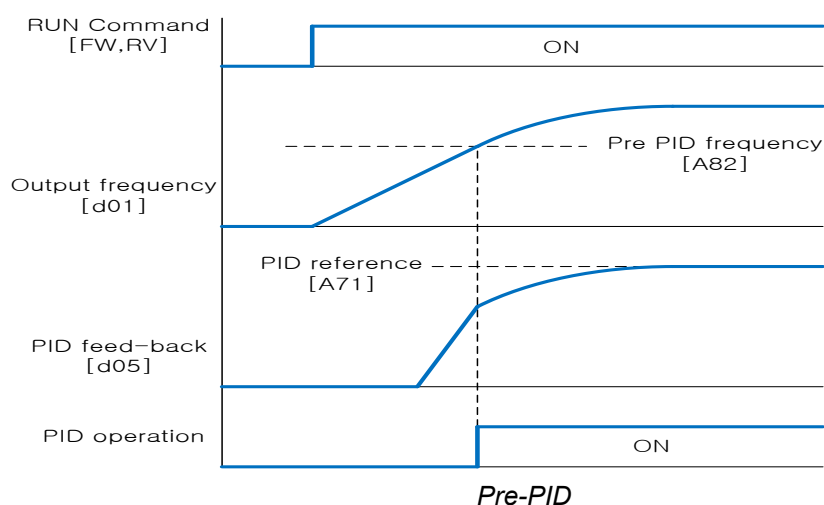 RUN Command
[FW,RV]
ON
Pre PID frequency
[A82]
Output frequency
[d01]
PID reference
[A71]
PID feed-back
[d05]
PID operation
ON
Pre-PID